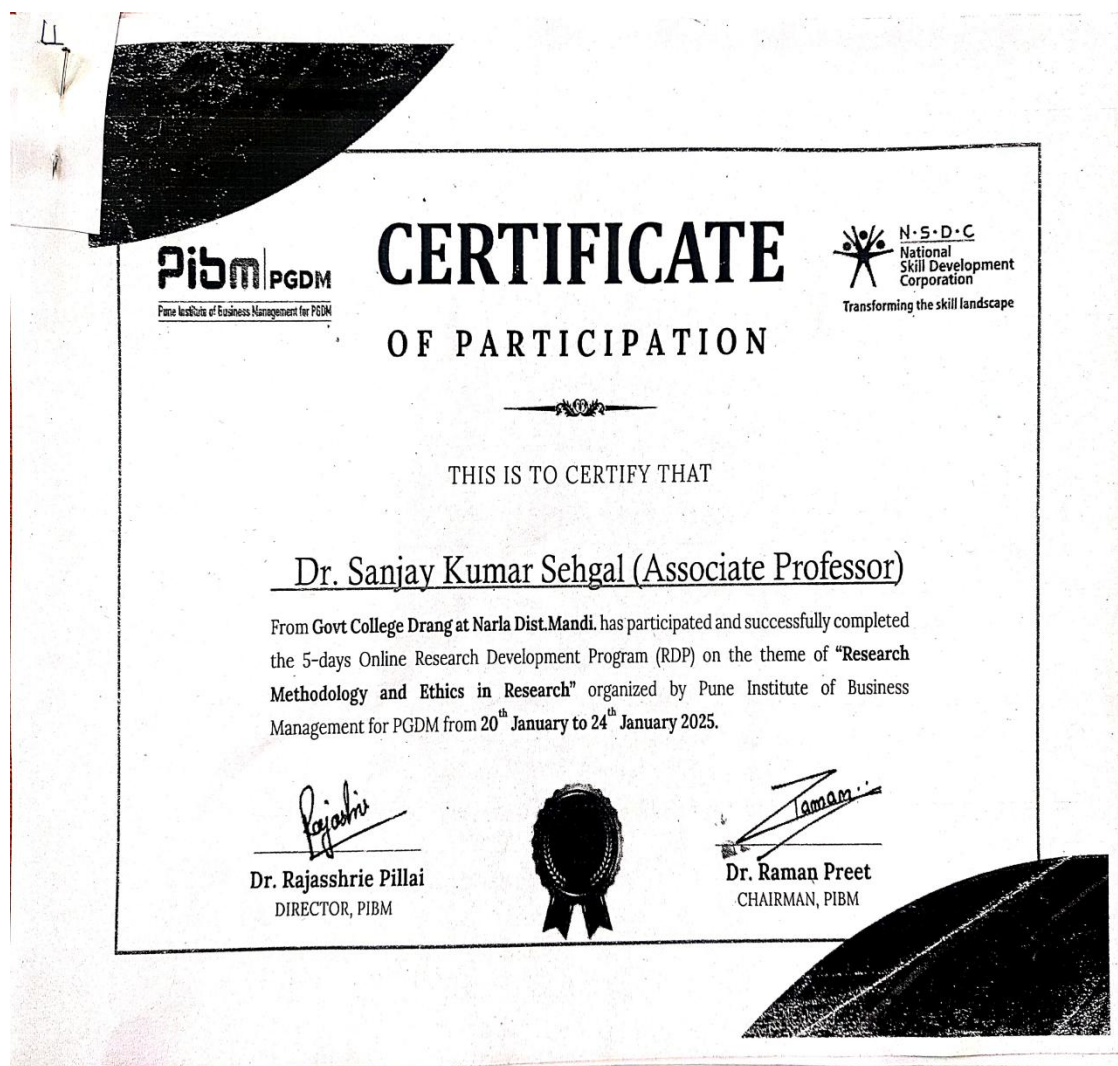 Pibm PGDM
Pune Institute of Business Management for PGDM
CERTIFICATE
OF PARTICIPATION
N·S·D·C
National
Skill Development
Corporation
Transforming the skill landscape
THIS IS TO CERTIFY THAT
Dr. Sanjay Kumar Sehgal (Associate Professor)
From Govt College Drang at Narla Dist.Mandi. has participated and successfully completed
the 5-days Online Research Development Program (RDP) on the theme of “Research
Methodology and Ethics in Research” organized by Pune Institute of Business
Management for PGDM from 20th January to 24th January 2025.
Rajashri
Dr. Rajasshrie Pillai
DIRECTOR, PIBM
Raman
Dr. Raman Preet
CHAIRMAN, PIBM